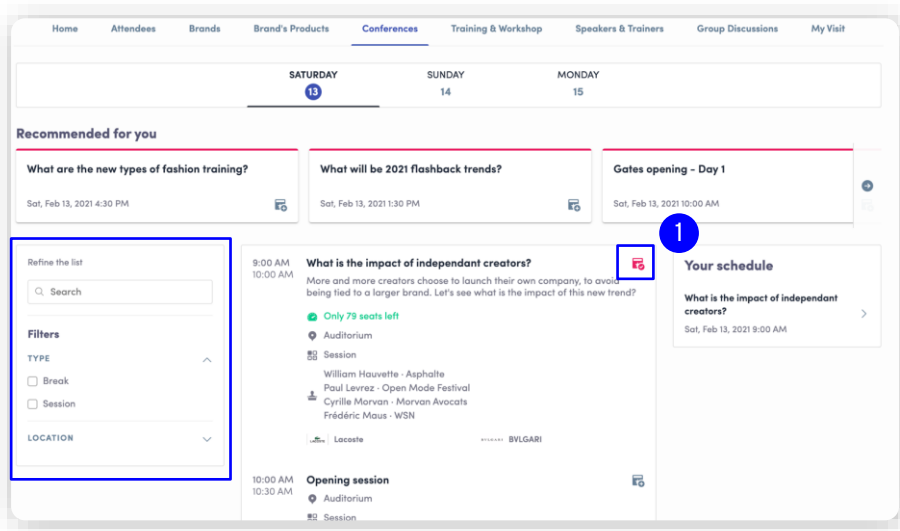 Home Attendees Brands Brand's Products Conferences Training & Workshop Speakers & Trainers Group Discussions My Visit
SATURDAY SUNDAY MONDAY
13 14 15
Recommended for you
What are the new types of fashion training?
Sat, Feb 13, 2021 4:30 PM
What will be 2021 flashback trends?
Sat, Feb 13, 2021 1:30 PM
Gates opening - Day 1
Sat, Feb 13, 2021 10:00 AM
1
Refine the list
Search
Filters
TYPE
Break
Session
LOCATION
9:00 AM What is the impact of independant creators?
10:00 AM More and more creators choose to launch their own company, to avoid
being tied to a larger brand. Let's see what is the impact of this new trend?
Only 79 seats left
Auditorium
Session
William Hauvette · Asphalte
Paul Levrez · Open Mode Festival
Cyrille Morvan · Morvan Avocats
Frédéric Maus · WSN
Lacoste BVLGARI BVLGARI
10:00 AM Opening session
10:30 AM Auditorium
Session
Your schedule
What is the impact of independant
creators?
Sat, Feb 13, 2021 9:00 AM